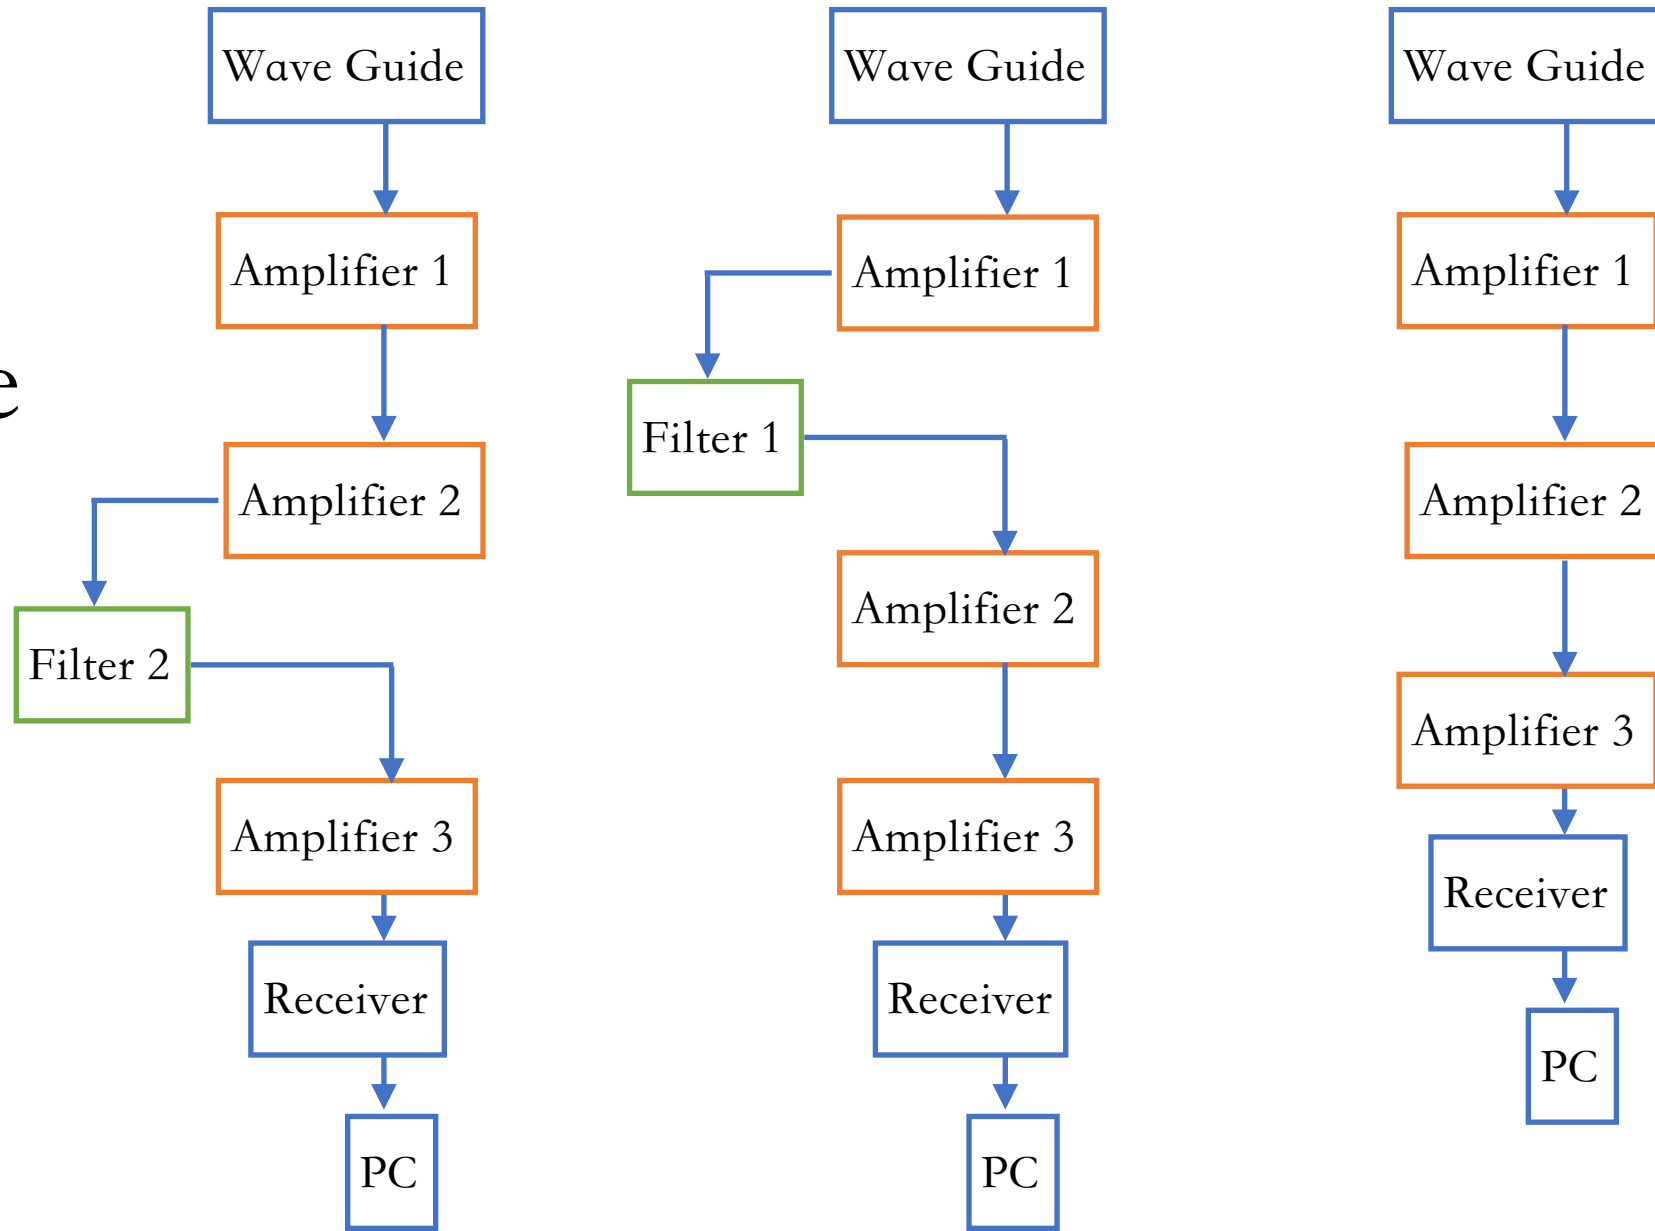 e
Wave Guide
Amplifier 1
Amplifier 2
Filter 2
Amplifier 3
Receiver
PC
Wave Guide
Amplifier 1
Filter 1
Amplifier 2
Amplifier 3
Receiver
PC
Wave Guide
Amplifier 1
Amplifier 2
Amplifier 3
Receiver
PC